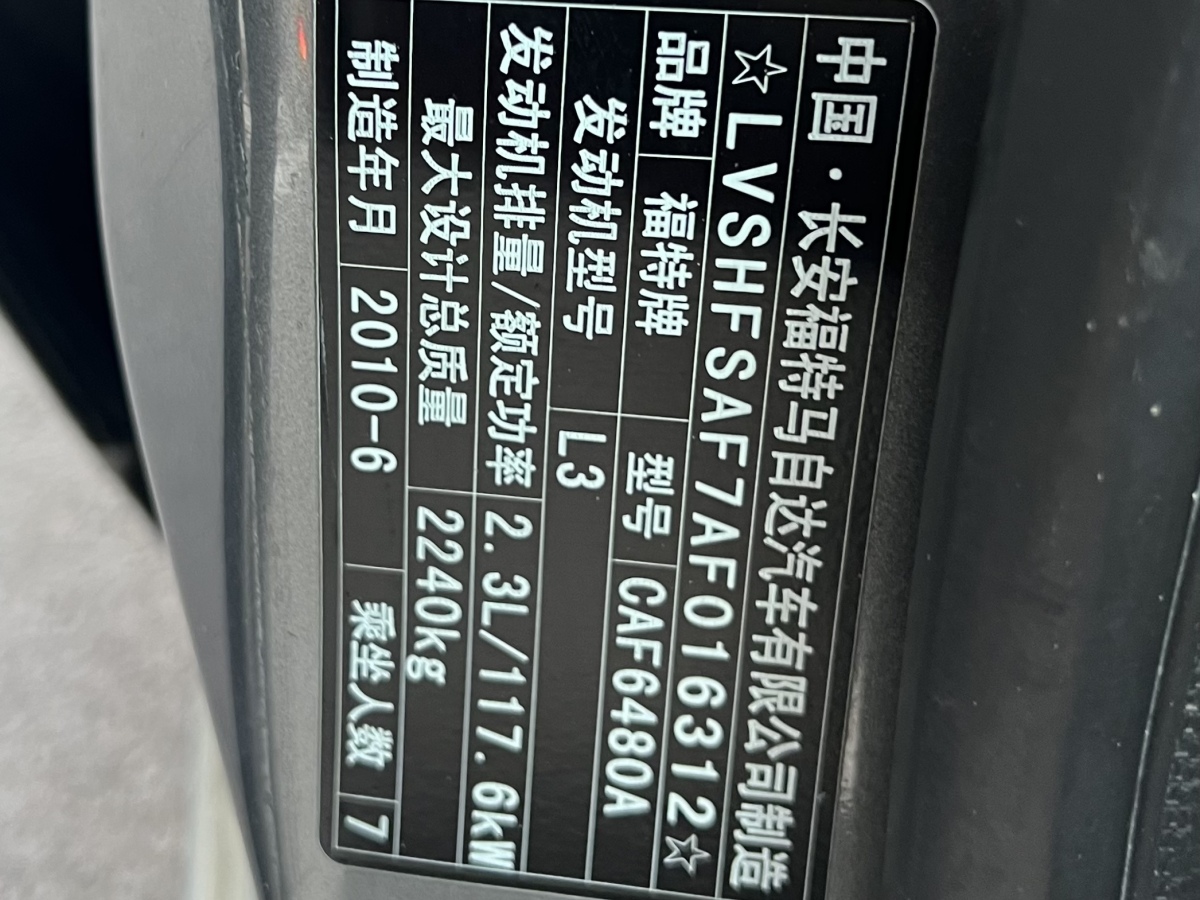 中国·长安福特马自达汽车有限公司制造
☆LVSHFSAF7AF016312☆
品牌 福特牌 型号 CAF6480A
发动机型号 L3
发动机排量/额定功率 2.3L/117.6kW
最大设计总质量 2240kg
制造年月 2010-6 乘坐人数 7